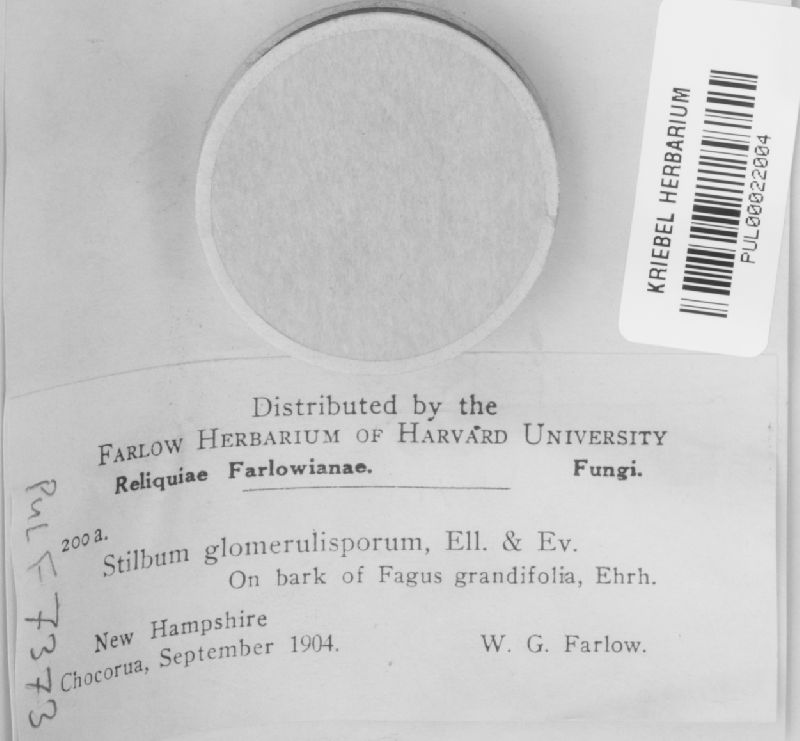 KRIEBEL HERBARIUM
PUL00022004
Distributed by the
FARLOW HERBARIUM OF HARVARD UNIVERSITY
Reliquiae Farlowianae. Fungi.
200a.
Stilbum glomerulisporum, Ell. & Ev.
On bark of Fagus grandifolia, Ehrh.
New Hampshire
Chocorua, September 1904. W. G. Farlow.
PUL F 7373